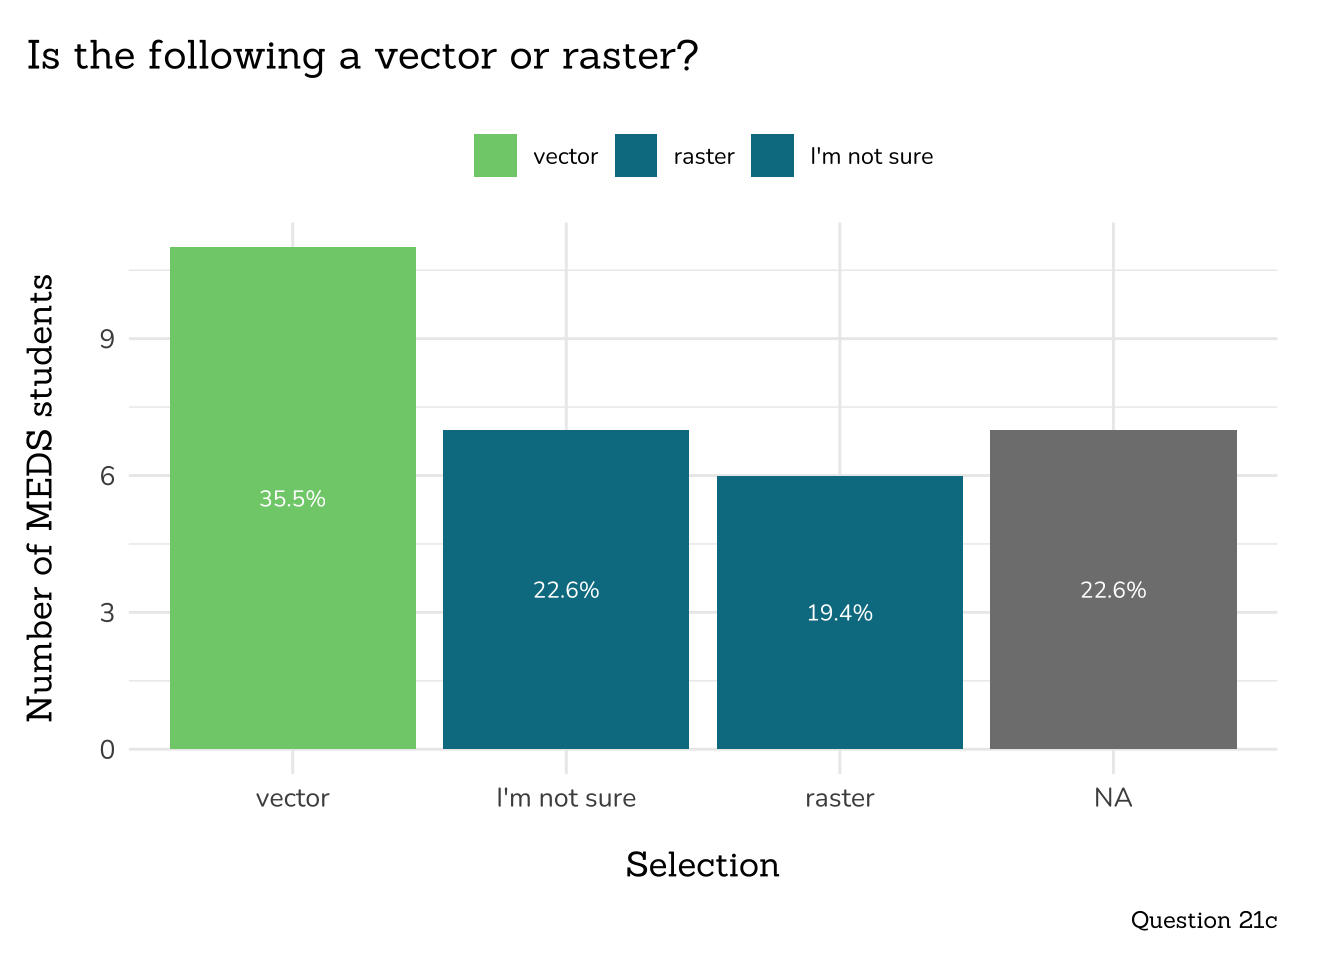 Is the following a vector or raster?
vector raster I'm not sure
Number of MEDS students
9
6
3
0
35.5%
22.6%
19.4%
22.6%
vector I'm not sure raster NA
Selection
Question 21c